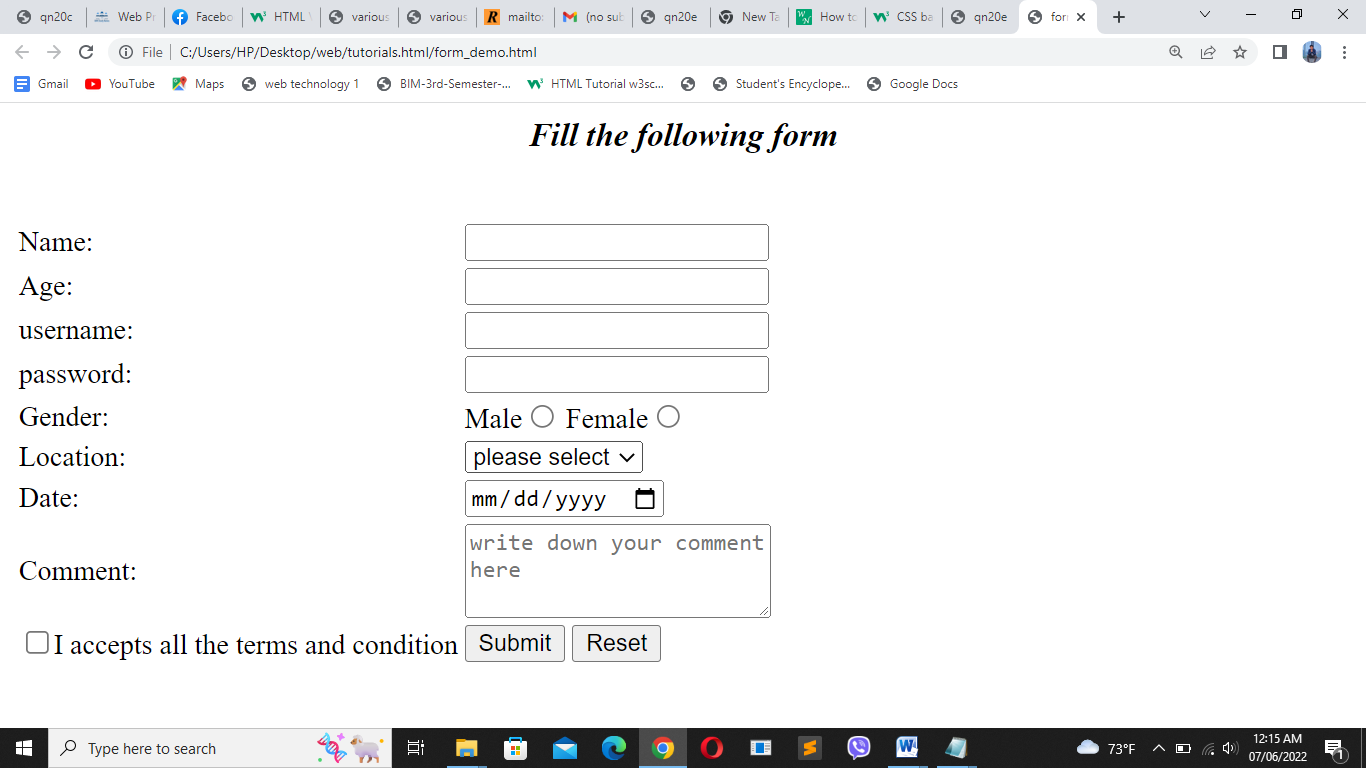 qn20c
Web Pr
Facebo
HTML
various
various
mailto:
(no sub
qn20e
New Ta
How to
CSS ba
qn20e
for
File
C:/Users/HP/Desktop/web/tutorials.html/form_demo.html
Gmail
YouTube
Maps
web technology 1
BIM-3rd-Semester-...
HTML Tutorial w3sc...
Student's Encyclope...
Google Docs
Fill the following form
Name:
Age:
username:
password:
Gender: Male Female
Location: please select
Date: mm/dd/yyyy
Comment: write down your comment
here
I accepts all the terms and condition Submit Reset
Type here to search
73°F
12:15 AM
07/06/2022
1